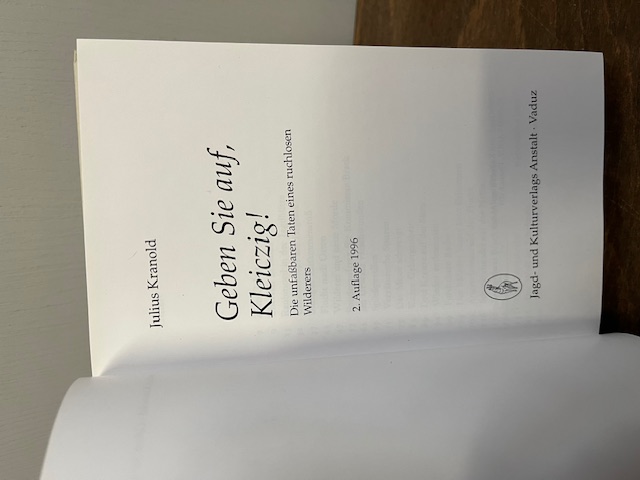 Julius Kranold
Geben Sie auf,
Kleiczig!
Die unfaßbaren Taten eines ruchlosen
Wilderers
2. Auflage 1996
Jagd- und Kulturverlags Anstalt · Vaduz